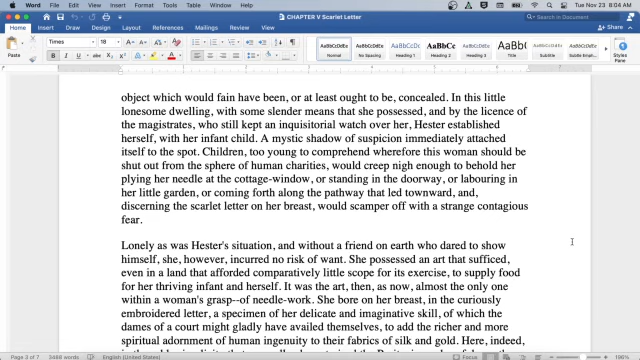 Word File Edit View Insert Format Tools Table Window Help
Tue Nov 23 8:04 AM
CHAPTER V Scarlet Letter
Search in Document
Home Insert Draw Design Layout References Mailings Review View
Share
Paste
Times
18
AaBbCcDdEe AaBbCcDdEe AaBbCcDc AaBbCc AaBbCcDdEe
Normal No Spacing Heading 1 Heading 2 Heading 3 Title Subtitle Subtle Emph...
object which would fain have been, or at least ought to be, concealed. In this little
lonesome dwelling, with some slender means that she possessed, and by the licence of
the magistrates, who still kept an inquisitorial watch over her, Hester established
herself, with her infant child. A mystic shadow of suspicion immediately attached
itself to the spot. Children, too young to comprehend wherefore this woman should be
shut out from the sphere of human charities, would creep nigh enough to behold her
plying her needle at the cottage-window, or standing in the doorway, or labouring in
her little garden, or coming forth along the pathway that led townward, and,
discerning the scarlet letter on her breast, would scamper off with a strange contagious
fear.
Lonely as was Hester's situation, and without a friend on earth who dared to show
himself, she, however, incurred no risk of want. She possessed an art that sufficed,
even in a land that afforded comparatively little scope for its exercise, to supply food
for her thriving infant and herself. It was the art, then, as now, almost the only one
within a woman's grasp--of needle-work. She bore on her breast, in the curiously
embroidered letter, a specimen of her delicate and imaginative skill, of which the
dames of a court might gladly have availed themselves, to add the richer and more
spiritual adornment of human ingenuity to their fabrics of silk and gold. Here, indeed,
Page 3 of 7 3488 words English (United States)
Focus
196%